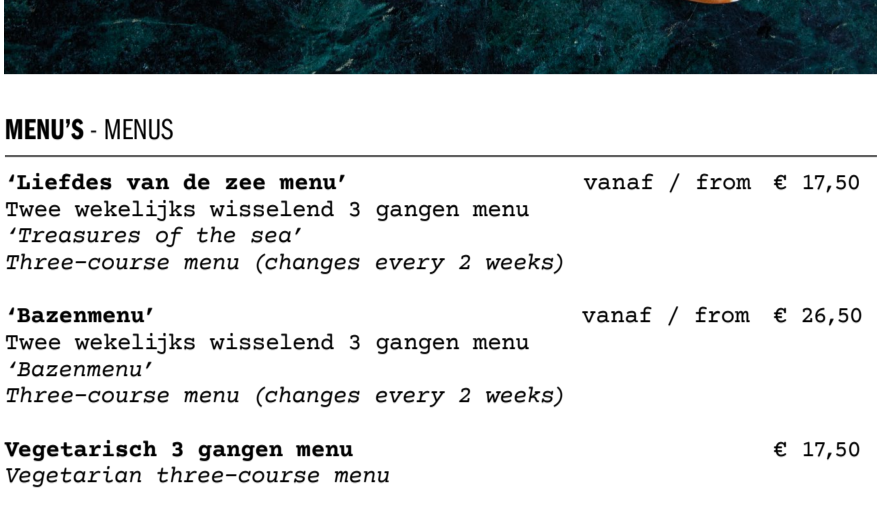 MENU'S - MENUS
‘Liefdes van de zee menu’ vanaf / from € 17,50
Twee wekelijks wisselend 3 gangen menu
‘Treasures of the sea’
Three-course menu (changes every 2 weeks)
‘Bazenmenu’ vanaf / from € 26,50
Twee wekelijks wisselend 3 gangen menu
‘Bazenmenu’
Three-course menu (changes every 2 weeks)
Vegetarisch 3 gangen menu € 17,50
Vegetarian three-course menu